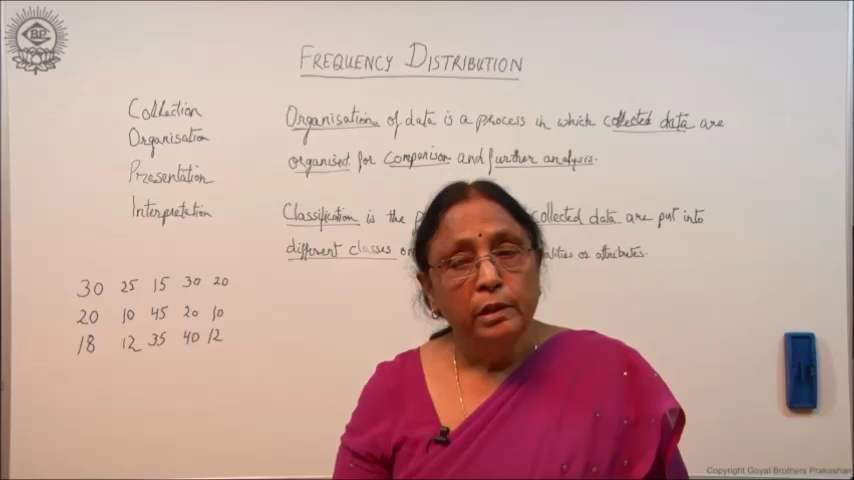 GBP
FREQUENCY DISTRIBUTION
Collection
Organisation
Presentation
Interpretation
Organisation of data is a process in which collected data are
organised for comparison and further analysis.
Classification is the collected data are put into
different classes or attributes.
30 25 15 30 20
20 10 45 20 10
18 12 35 40 12
Copyright Goyal Brothers Prakashan